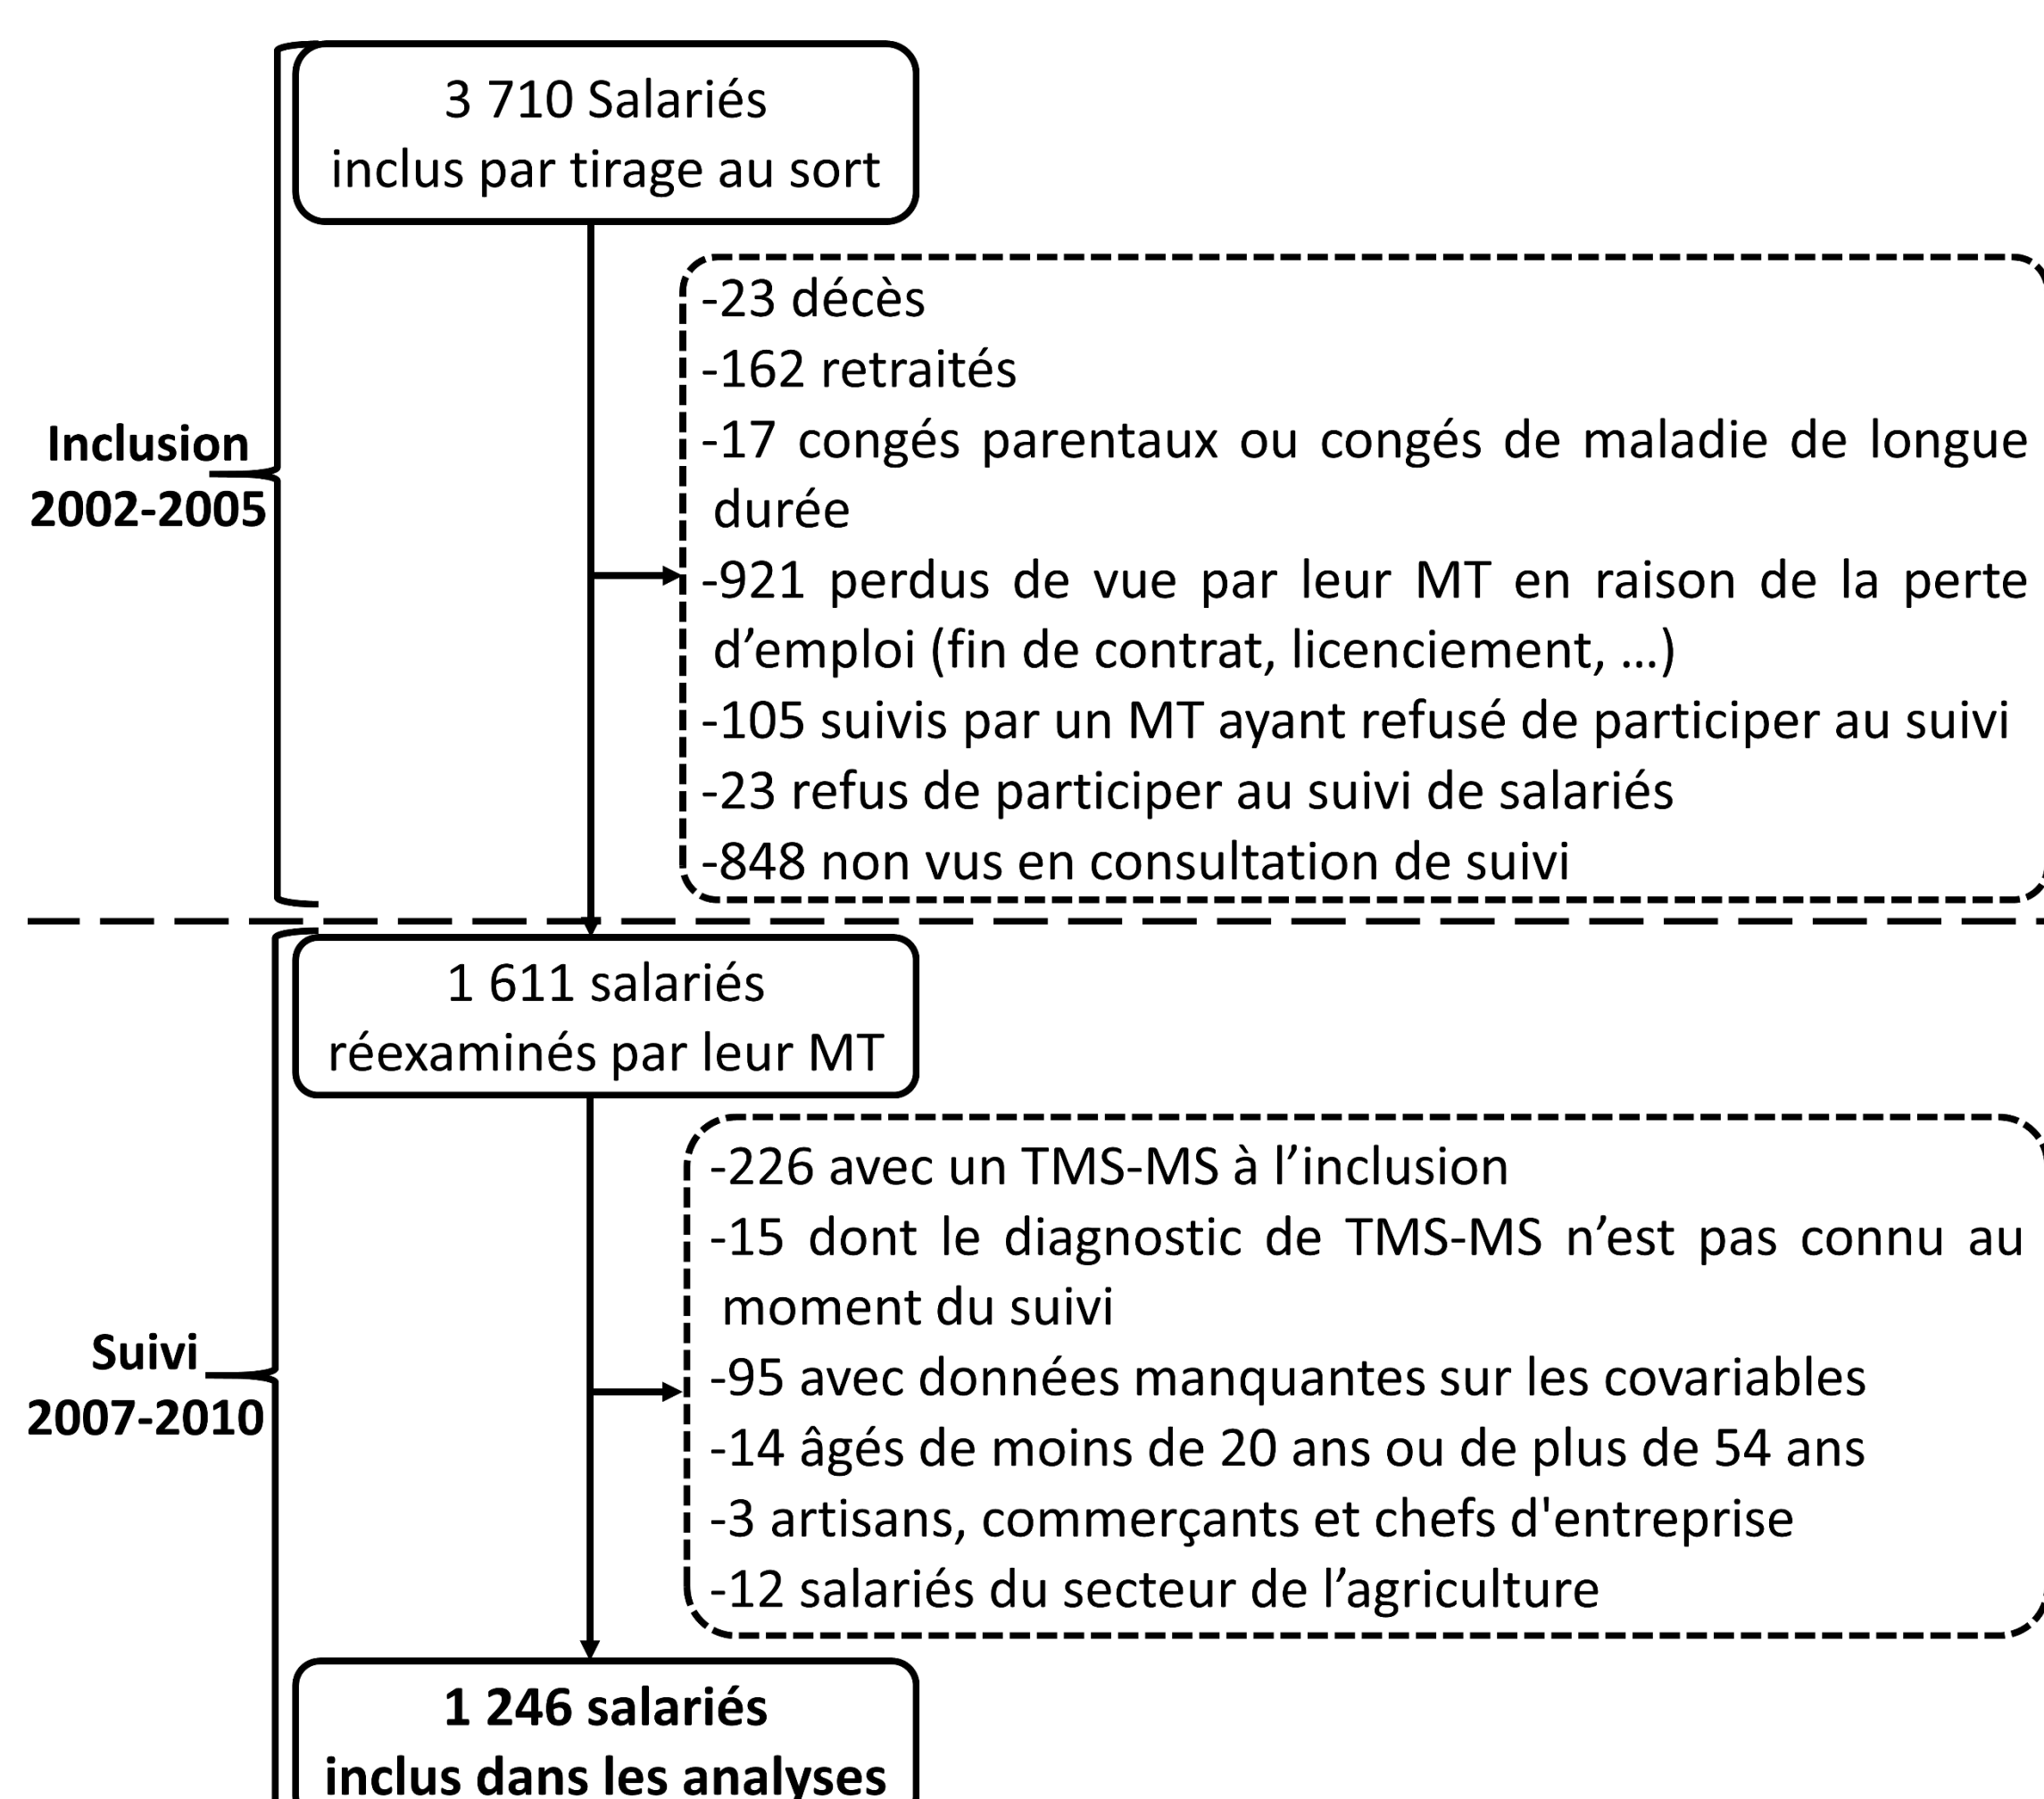 3 710 Salariés
inclus par tirage au sort
-23 décès
-162 retraités
-17 congés parentaux ou congés de maladie de longue
durée
-921 perdus de vue par leur MT en raison de la perte
d’emploi (fin de contrat, licenciement, …)
-105 suivis par un MT ayant refusé de participer au suivi
-23 refus de participer au suivi de salariés
-848 non vus en consultation de suivi
Inclusion
2002-2005
1 611 salariés
réexaminés par leur MT
-226 avec un TMS-MS à l’inclusion
-15 dont le diagnostic de TMS-MS n’est pas connu au
moment du suivi
-95 avec données manquantes sur les covariables
-14 âgés de moins de 20 ans ou de plus de 54 ans
-3 artisans, commerçants et chefs d'entreprise
-12 salariés du secteur de l’agriculture
Suivi
2007-2010
1 246 salariés
inclus dans les analyses